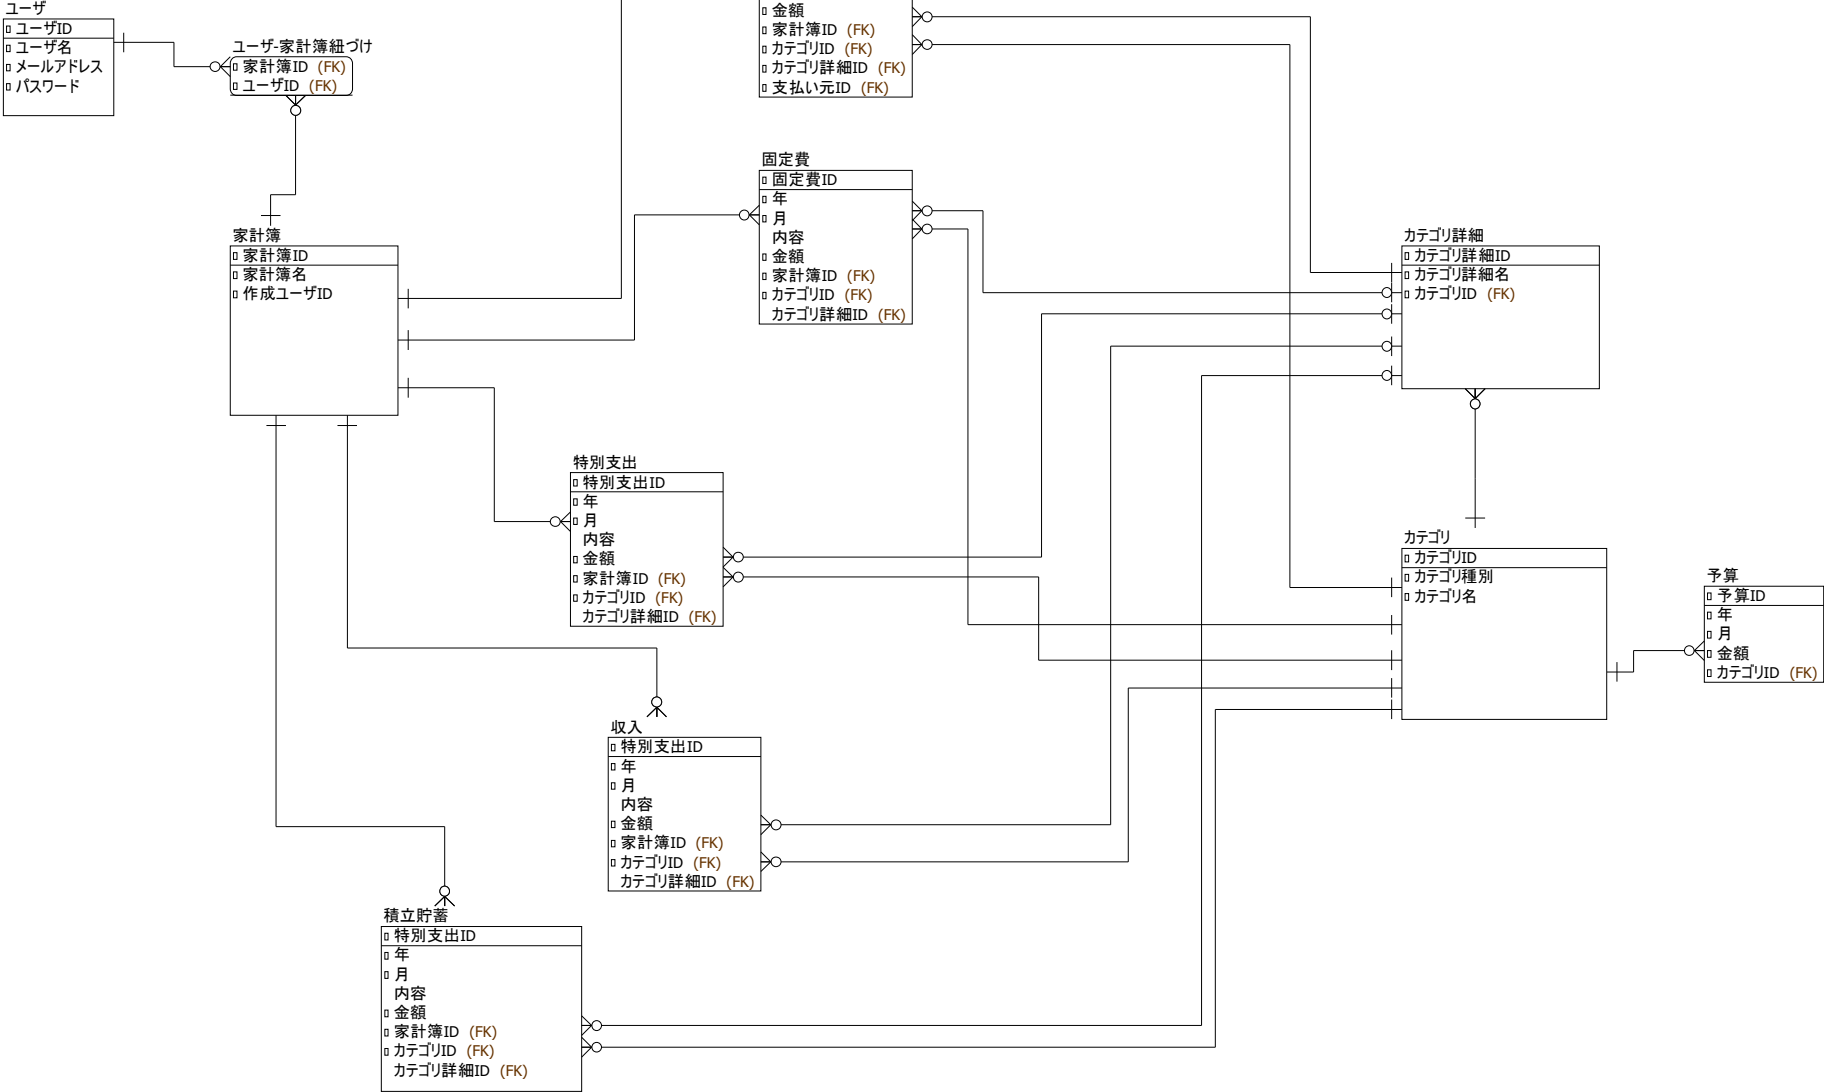 ユーザ
ユーザID
ユーザ名
メールアドレス
パスワード
ユーザ-家計簿紐づけ
家計簿ID (FK)
ユーザID (FK)
金額
家計簿ID (FK)
カテゴリID (FK)
カテゴリ詳細ID (FK)
支払い元ID (FK)
固定費
固定費ID
年
月
内容
金額
家計簿ID (FK)
カテゴリID (FK)
カテゴリ詳細ID (FK)
家計簿
家計簿ID
家計簿名
作成ユーザID
カテゴリ詳細
カテゴリ詳細ID
カテゴリ詳細名
カテゴリID (FK)
特別支出
特別支出ID
年
月
内容
金額
家計簿ID (FK)
カテゴリID (FK)
カテゴリ詳細ID (FK)
カテゴリ
カテゴリID
カテゴリ種別
カテゴリ名
予算
予算ID
年
月
金額
カテゴリID (FK)
収入
特別支出ID
年
月
内容
金額
家計簿ID (FK)
カテゴリID (FK)
カテゴリ詳細ID (FK)
積立貯蓄
特別支出ID
年
月
内容
金額
家計簿ID (FK)
カテゴリID (FK)
カテゴリ詳細ID (FK)